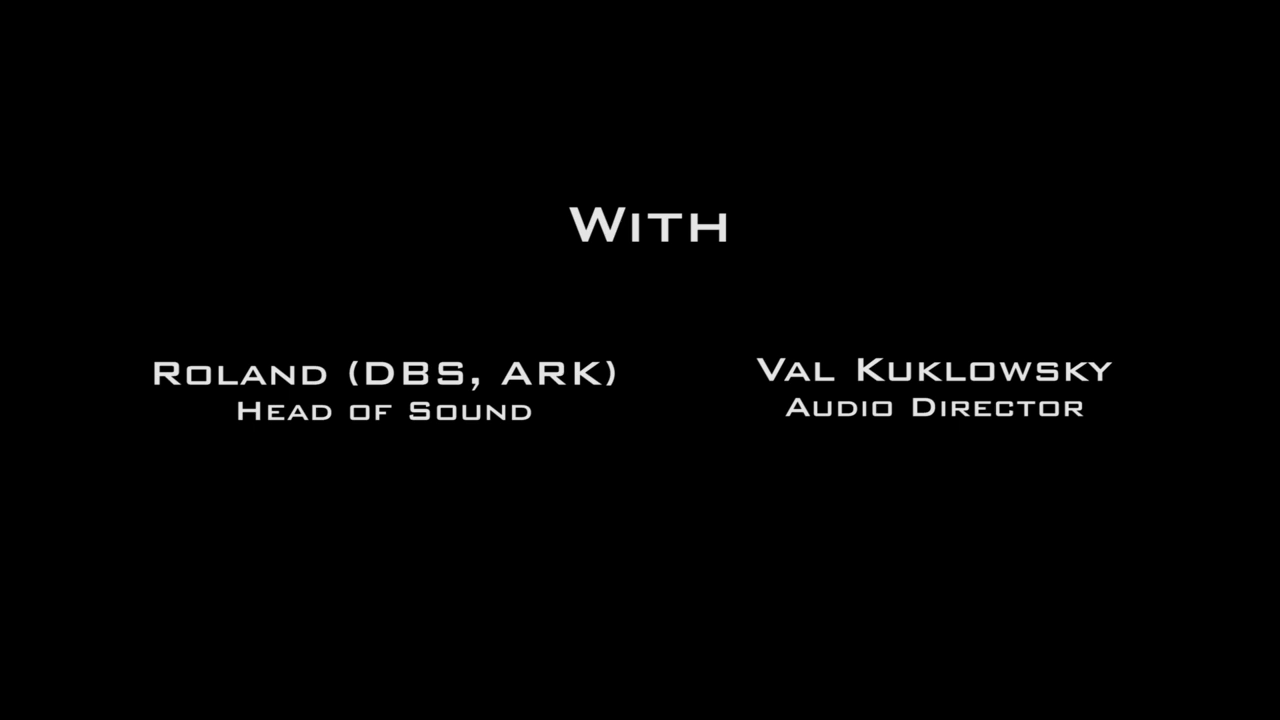 With
Roland (DBS, ARK)
Head of Sound
Val Kuklowsky
Audio Director